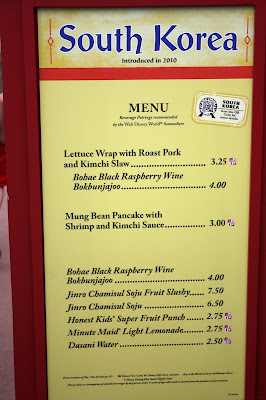 South Korea
Introduced in 2010
SOUTH
KOREA
MENU
Beverage Pairings recommended
by the Walt Disney World® Sommeliers
Lettuce Wrap with Roast Pork
and Kimchi Slaw 3.25
Bohae Black Raspberry Wine
Bokbunjajoo 4.00
Mung Bean Pancake with
Shrimp and Kimchi Sauce 3.00
Bohae Black Raspberry Wine
Bokbunjajoo 4.00
Jinro Chamisul Soju Fruit Slushy 7.50
Jinro Chamisul Soju 6.50
Honest Kids® Super Fruit Punch 2.75
Minute Maid® Light Lemonade 2.75
Dasani Water 2.50